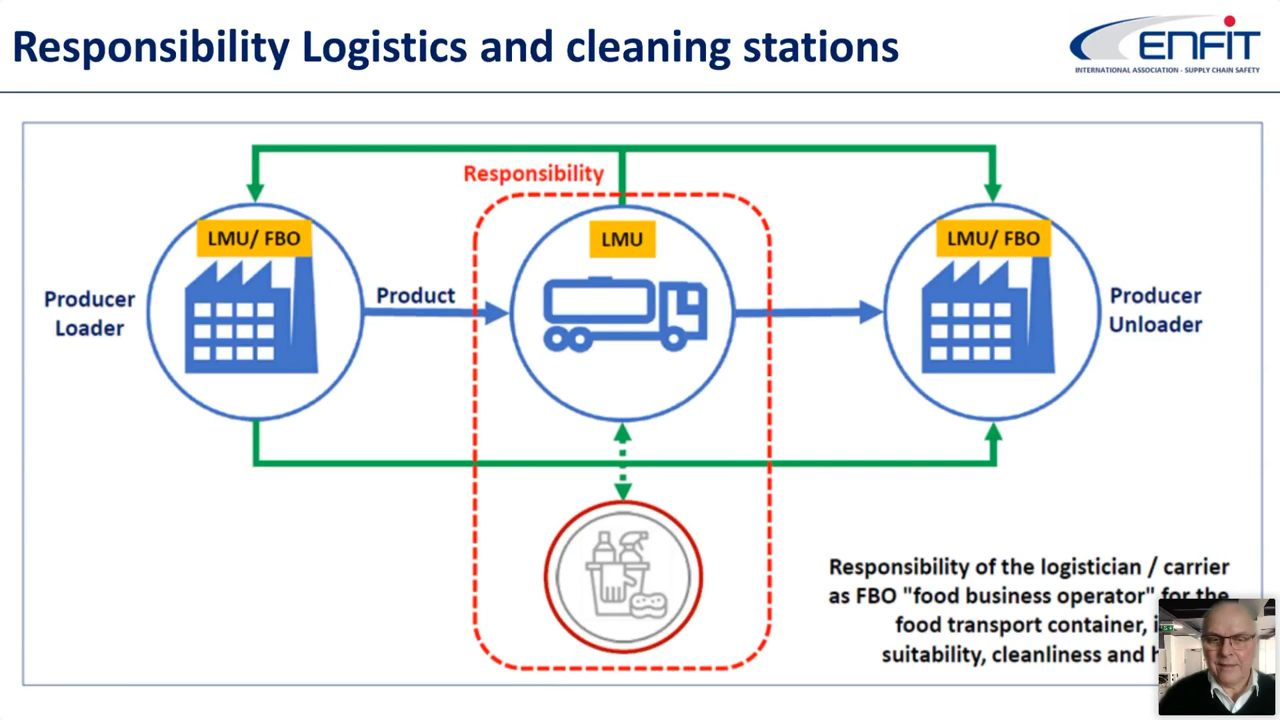 Responsibility Logistics and cleaning stations
ENFIT
INTERNATIONAL ASSOCIATION - SUPPLY CHAIN SAFETY
Responsibility
LMU/ FBO
LMU
LMU/ FBO
Producer
Loader
Product
Producer
Unloader
Responsibility of the logistician / carrier
as FBO "food business operator" for the
food transport container,
suitability, cleanliness and